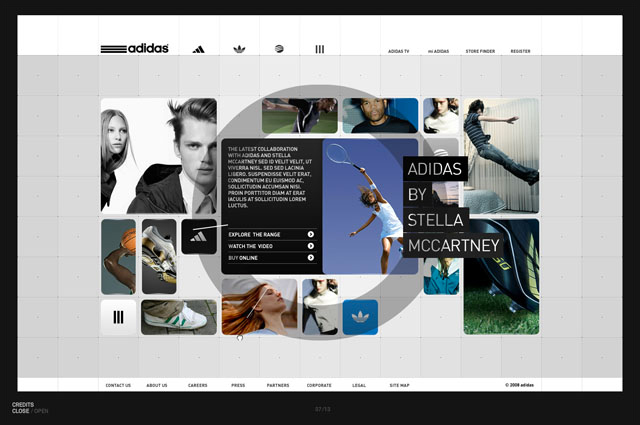 adidas
ADIDAS TV
mi ADIDAS
STORE FINDER
REGISTER
THE LATEST COLLABORATION
WITH ADIDAS AND STELLA
MCCARTNEY SED ID VELIT VELIT, UT
VIVERRA NISL. SED SED LACINIA
LIBERO, SUSPENDISSE VELIT ERAT,
CONDIMENTUM EU EUISMOD AC,
SOLLICITUDIN ACCUMSAN NISI.
PROIN PORTTITOR DIAM AT ERAT
IACULIS AT SOLLICITUDIN LOREM
LUCTUS.
EXPLORE THE RANGE
WATCH THE VIDEO
BUY ONLINE
ADIDAS
BY
STELLA
MCCARTNEY
CONTACT US
ABOUT US
CAREERS
PRESS
PARTNERS
CORPORATE
LEGAL
SITE MAP
© 2008 adidas
CREDITS
CLOSE / OPEN